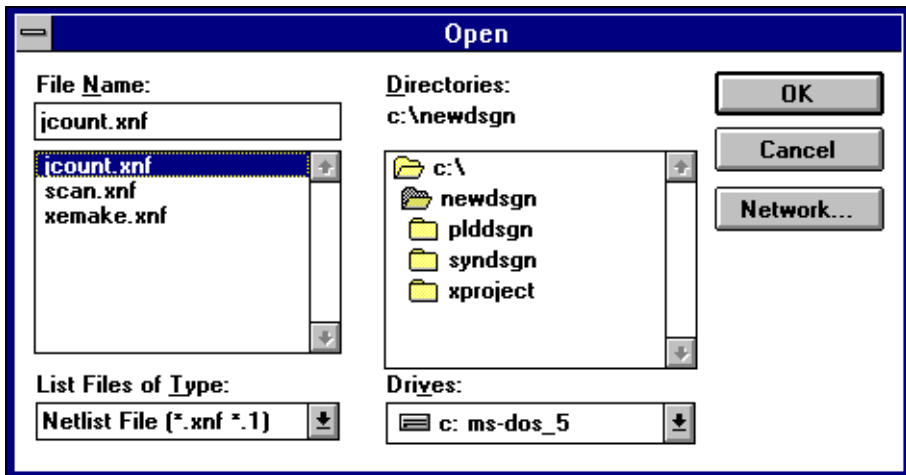 Open
File Name:
jcount.xnf
jcount.xnf
scan.xnf
xemake.xnf
List Files of Type:
Netlist File (*.xnf *.1)
Directories:
c:\newdsgn
c:\
newdsgn
plddsgn
syndsgn
xproject
Drives:
c: ms-dos_5
OK
Cancel
Network...